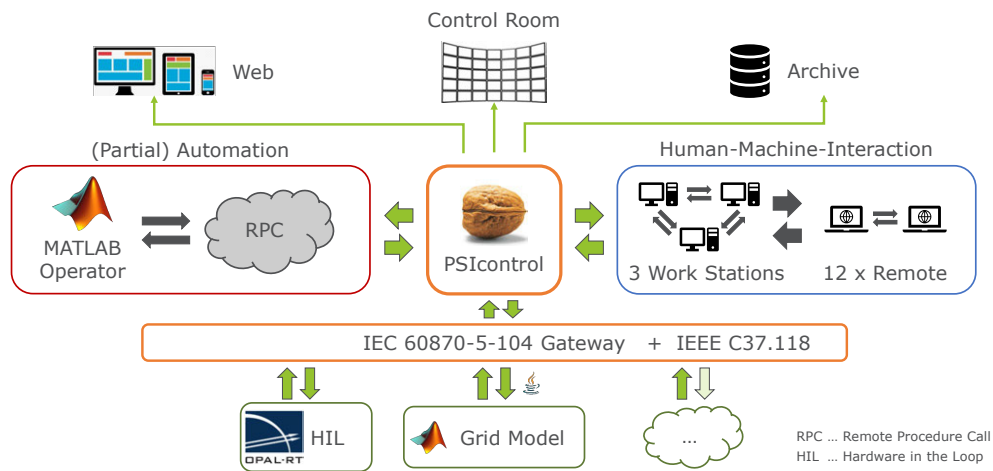 Control Room
Web
Archive
(Partial) Automation
Human-Machine-Interaction
MATLAB
Operator
RPC
PSIcontrol
3 Work Stations
12 x Remote
IEC 60870-5-104 Gateway + IEEE C37.118
OPAL-RT
HIL
Grid Model
...
RPC ... Remote Procedure Call
HIL ... Hardware in the Loop